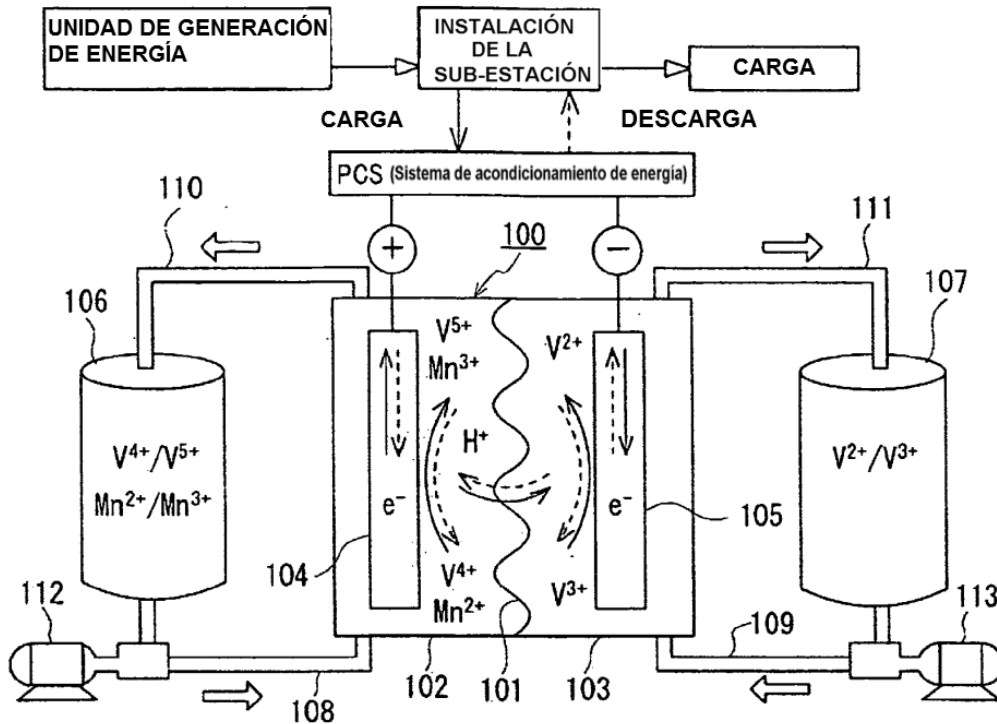 UNIDAD DE GENERACIÓN
DE ENERGÍA
INSTALACIÓN
DE LA
SUB-ESTACIÓN
CARGA
CARGA
DESCARGA
PCS (Sistema de acondicionamiento de energía)
110
111
+
100
−
106
107
V5+
Mn3+
V2+
H+
V4+/V5+
Mn2+/Mn3+
V2+/V3+
e−
e−
105
104
V4+
Mn2+
V3+
112
113
109
108
102
101
103